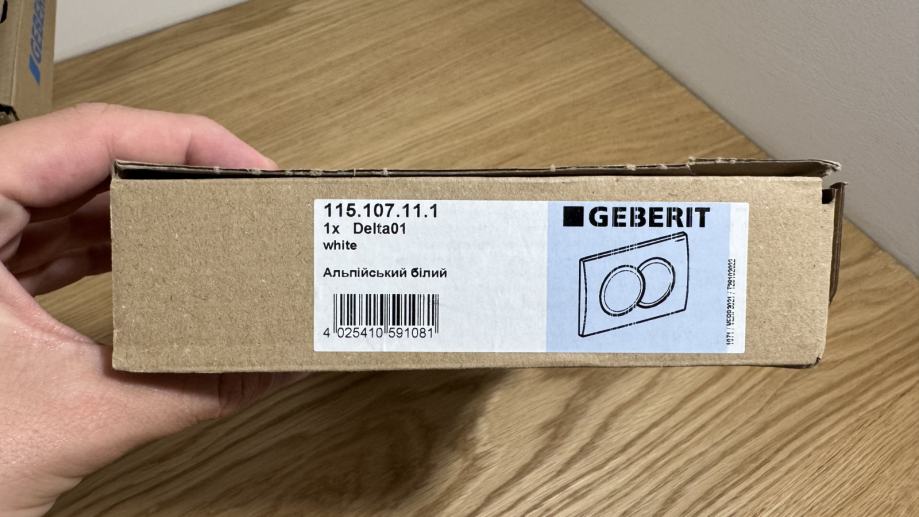 115.107.11.1
1x Delta01
white
Альпійський білий
4 025410 591081
GEBERIT